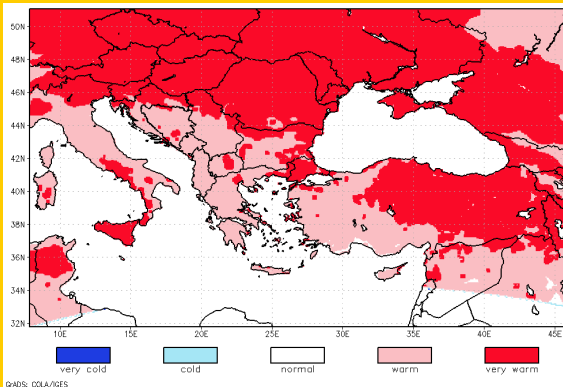 50N
48N
46N
44N
42N
40N
38N
36N
34N
32N
10E 15E 20E 25E 30E 35E 40E 45E
very cold cold normal warm very warm
GrADS: COLA/IGES